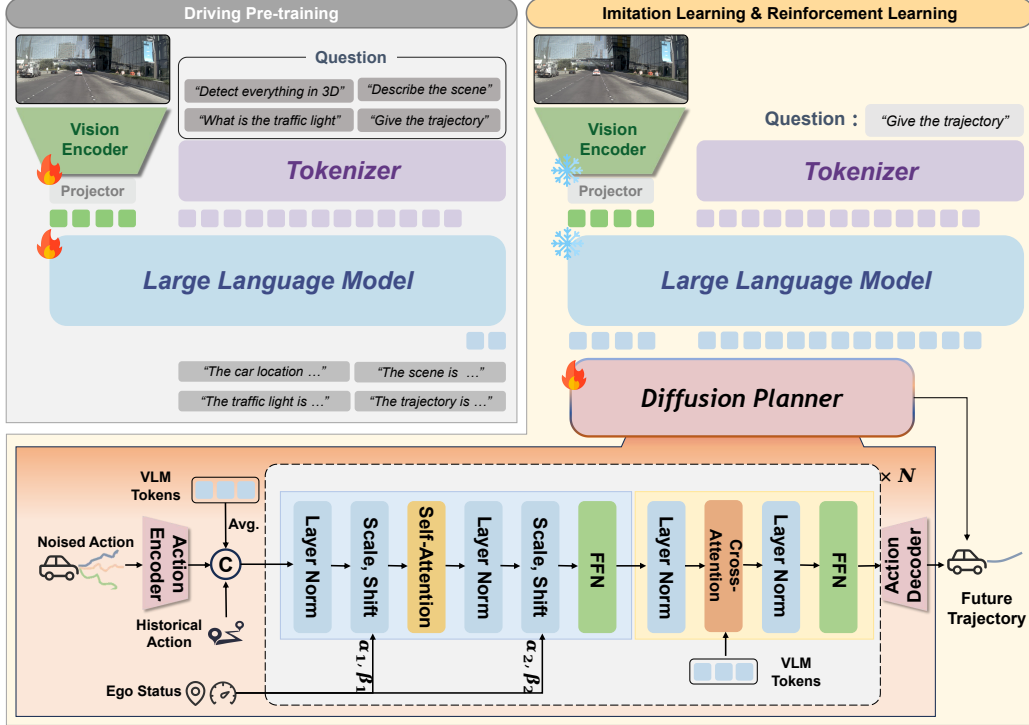 Driving Pre-training
Question
"Detect everything in 3D"
"Describe the scene"
"What is the traffic light"
"Give the trajectory"
Vision
Encoder
Tokenizer
Projector
Large Language Model
"The car location ..."
"The scene is ..."
"The traffic light is ..."
"The trajectory is ..."
Imitation Learning & Reinforcement Learning
Question :
"Give the trajectory"
Vision
Encoder
Tokenizer
Projector
Large Language Model
Diffusion Planner
× N
VLM
Tokens
Avg.
Noised Action
Action
Encoder
C
Historical
Action
Ego Status
Layer Norm
Scale, Shift
α1, β1
Self-Attention
Layer Norm
Scale, Shift
α2, β2
FFN
Layer Norm
Cross-
Attention
VLM
Tokens
Layer Norm
FFN
Action
Decoder
Future
Trajectory